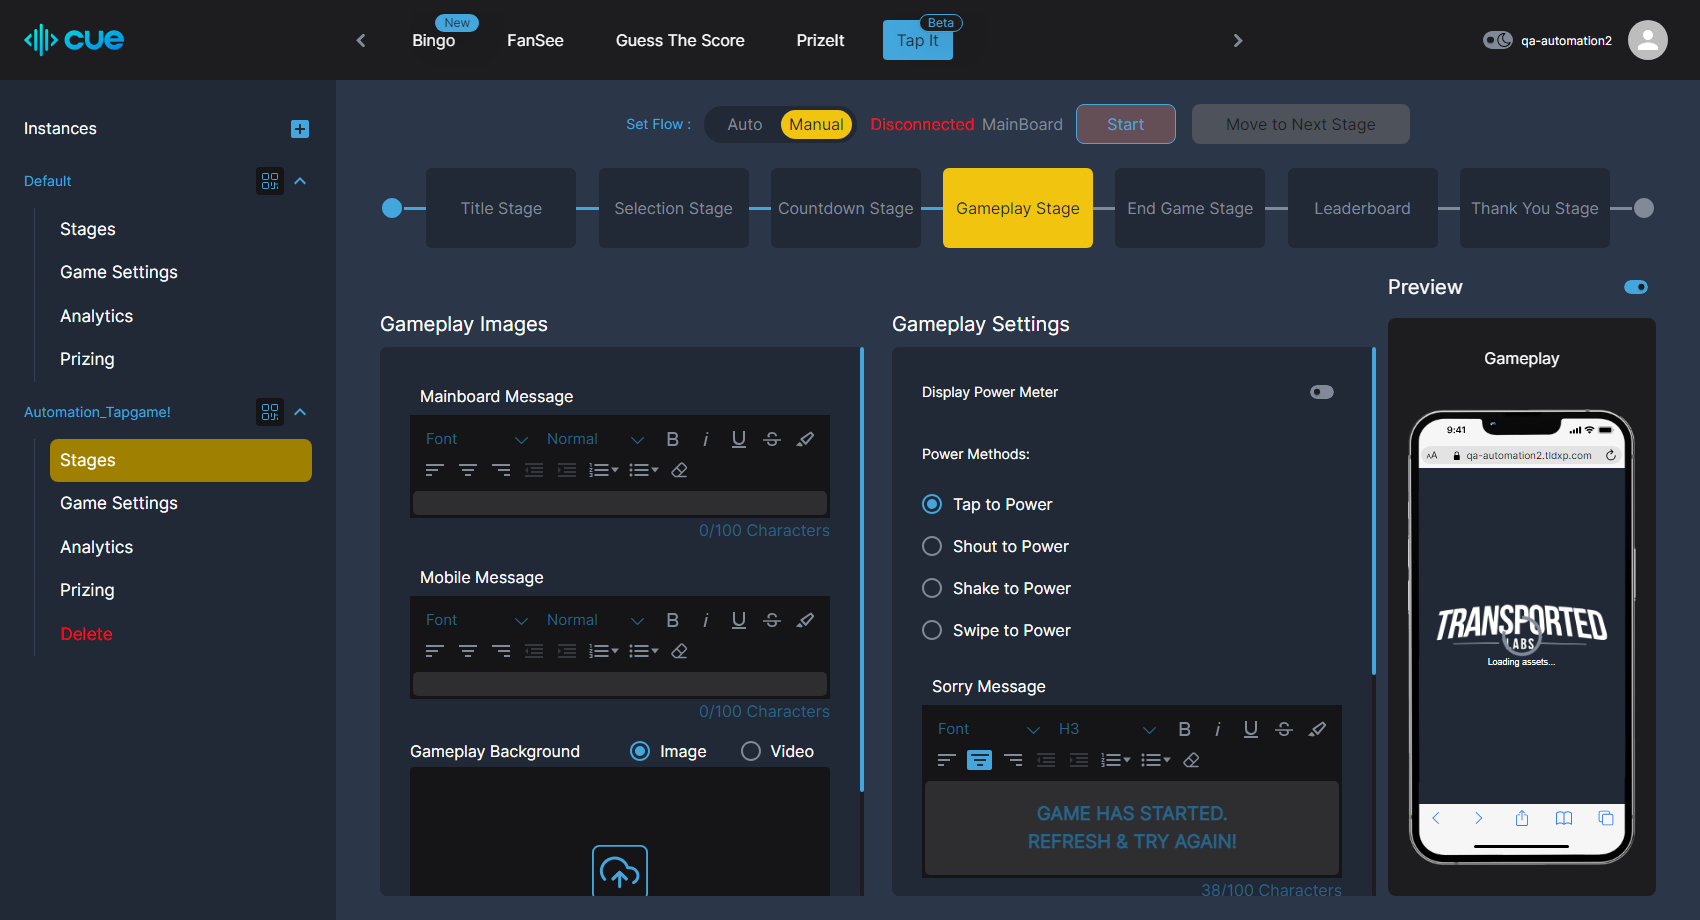 cue
Bingo
New
FanSee
Guess The Score
PrizeIt
Tap It
Beta
qa-automation2
Instances
Default
Stages
Game Settings
Analytics
Prizing
Automation_Tapgame!
Stages
Game Settings
Analytics
Prizing
Delete
Set Flow :
Auto
Manual
Disconnected MainBoard
Start
Move to Next Stage
Title Stage
Selection Stage
Countdown Stage
Gameplay Stage
End Game Stage
Leaderboard
Thank You Stage
Gameplay Images
Mainboard Message
Font
Normal
B i U S
0/100 Characters
Mobile Message
Font
Normal
B i U S
0/100 Characters
Gameplay Background
Image
Video
Gameplay Settings
Display Power Meter
Power Methods:
Tap to Power
Shout to Power
Shake to Power
Swipe to Power
Sorry Message
Font
H3
B i U S
GAME HAS STARTED.
REFRESH & TRY AGAIN!
38/100 Characters
Preview
Gameplay
9:41
AA
qa-automation2.tldxp.com
TRANSPORTED
LABS
Loading assets...